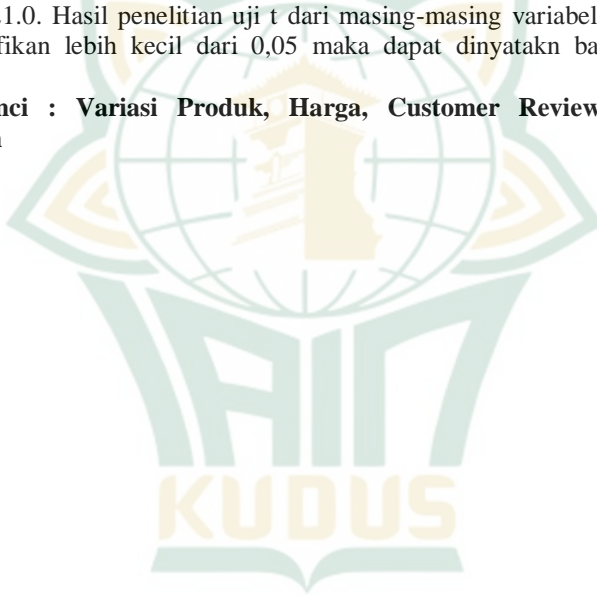 .1.0. Hasil penelitian uji t dari masing-masing variabel
fikan lebih kecil dari 0,05 maka dapat dinyatakn ba
nci : Variasi Produk, Harga, Customer Review
IAIN
KUDUS